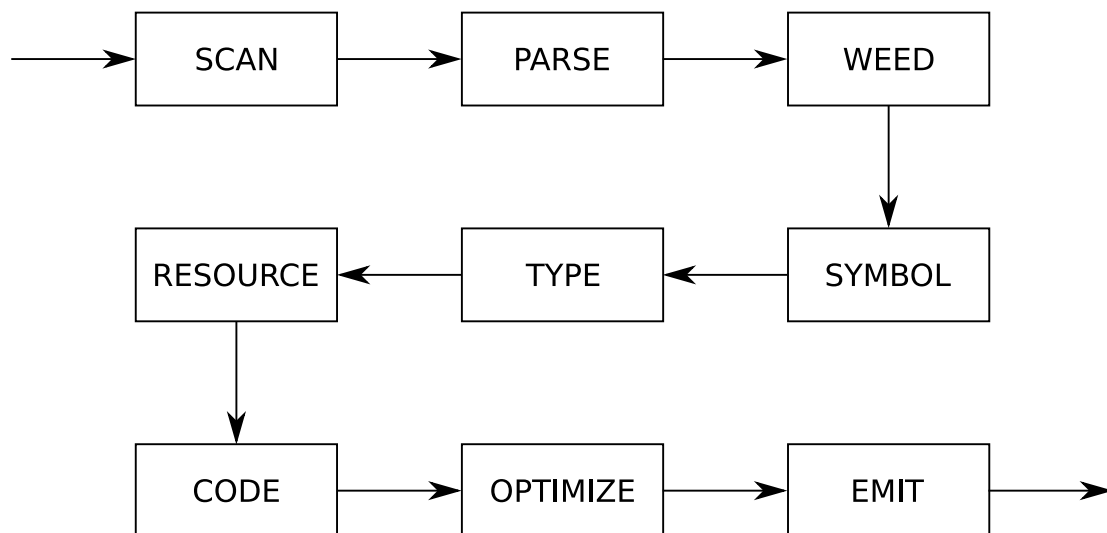 SCAN PARSE WEED
RESOURCE TYPE SYMBOL
CODE OPTIMIZE EMIT